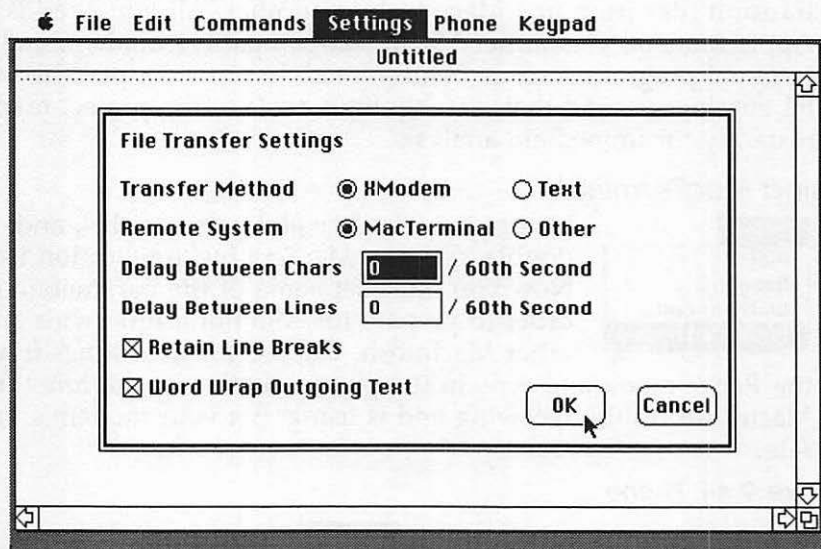 File Edit Commands Settings Phone Keypad
Untitled
File Transfer Settings
Transfer Method XModem Text
Remote System MacTerminal Other
Delay Between Chars 0 / 60th Second
Delay Between Lines 0 / 60th Second
Retain Line Breaks
Word Wrap Outgoing Text
OK Cancel